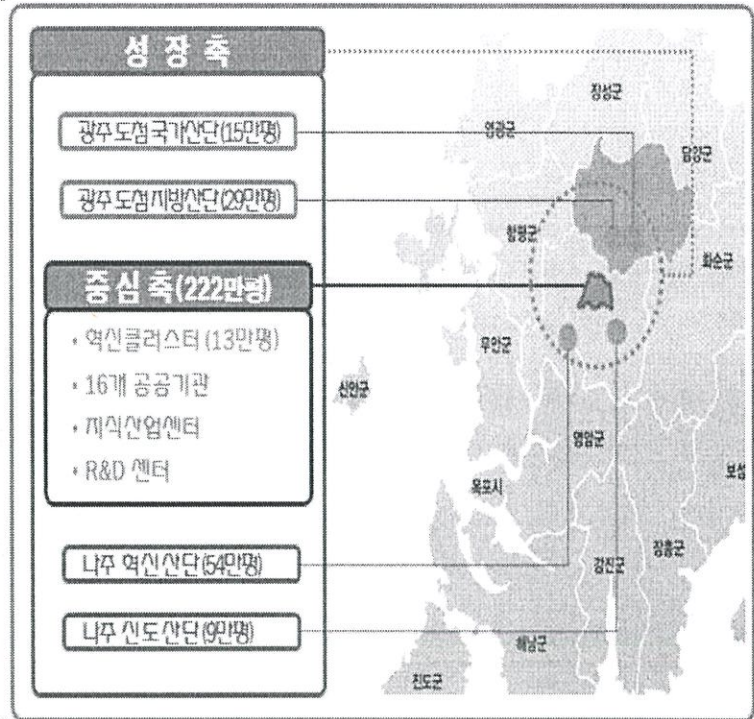 성장축
광주 도첨 국가산단(15만평)
광주 도첨 지방산단(29만평)
중심축(222만평)
• 혁신클러스터(13만평)
• 16개 공공기관
• 지식산업센터
• R&D 센터
나주 혁신 산단(54만평)
나주 신도 산단(9만평)
장성군
영광군
담양군
함평군
화순군
무안군
신안군
영암군
목포시
보성
강진군
장흥군
해남군
진도군